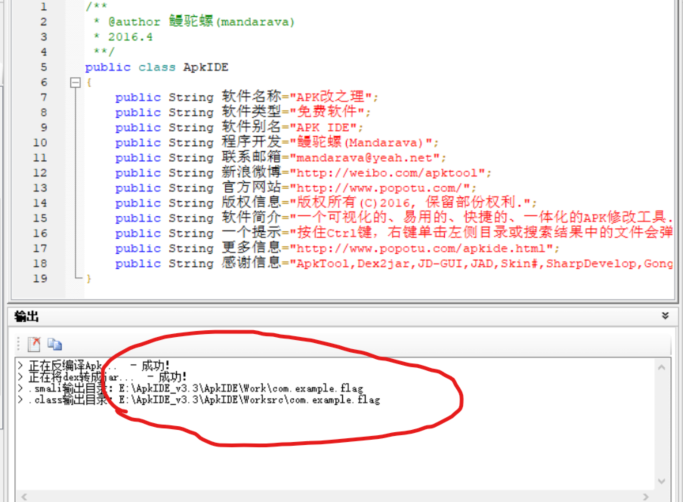 1 /**
2 * @author 鳗驼螺(mandarava)
3 * 2016.4
4 **/
5 public class ApkIDE
6 {
7 public String 软件名称="APK改之理";
8 public String 软件类型="免费软件";
9 public String 软件别名="APK IDE";
10 public String 程序开发="鳗驼螺(Mandarava)";
11 public String 联系邮箱="mandarava@yeah.net";
12 public String 新浪微博="http://weibo.com/apktool";
13 public String 官方网站="http://www.popotu.com/";
14 public String 版权信息="版权所有(C)2016, 保留部份权利.";
15 public String 软件简介="一个可视化的、易用的、快捷的、一体化的APK修改工具.
16 public String 一个提示="按住Ctrl键，右键单击左侧目录或搜索结果中的文件会弹
17 public String 更多信息="http://www.popotu.com/apkide.html";
18 public String 感谢信息="ApkTool,Dex2jar,JD-GUI,JAD,Skin#,SharpDevelop,Gong
19 }
输出
> 正在反编译Apk... - 成功!
> 正在将dex转成jar... - 成功!
> .smali输出目录: E:\ApkIDE_v3.3\ApkIDE\Work\com.example.flag
> .class输出目录: E:\ApkIDE_v3.3\ApkIDE\Worksrc\com.example.flag